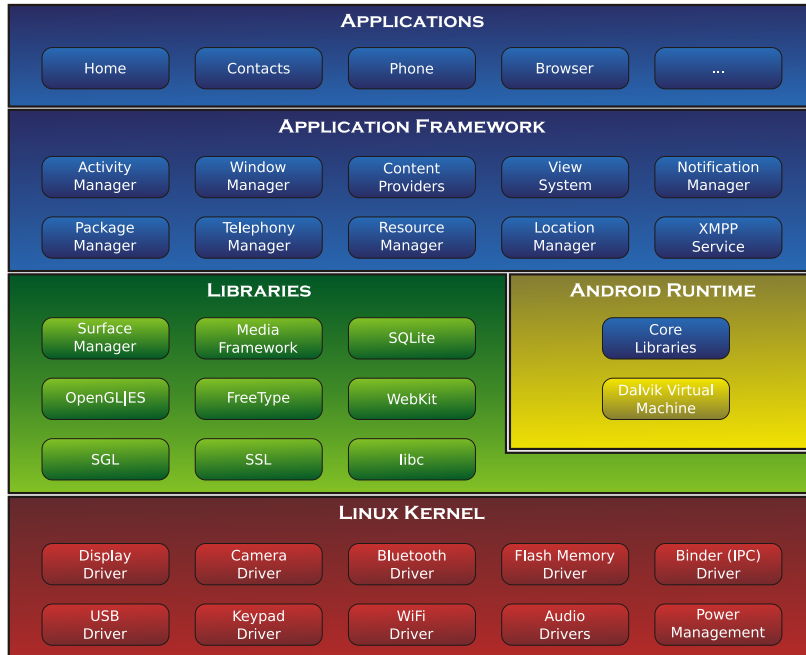 APPLICATIONS
Home
Contacts
Phone
Browser
...
APPLICATION FRAMEWORK
Activity
Manager
Window
Manager
Content
Providers
View
System
Notification
Manager
Package
Manager
Telephony
Manager
Resource
Manager
Location
Manager
XMPP
Service
LIBRARIES
Surface
Manager
Media
Framework
SQLite
OpenGL|ES
FreeType
WebKit
SGL
SSL
libc
ANDROID RUNTIME
Core
Libraries
Dalvik Virtual
Machine
LINUX KERNEL
Display
Driver
Camera
Driver
Bluetooth
Driver
Flash Memory
Driver
Binder (IPC)
Driver
USB
Driver
Keypad
Driver
WiFi
Driver
Audio
Drivers
Power
Management